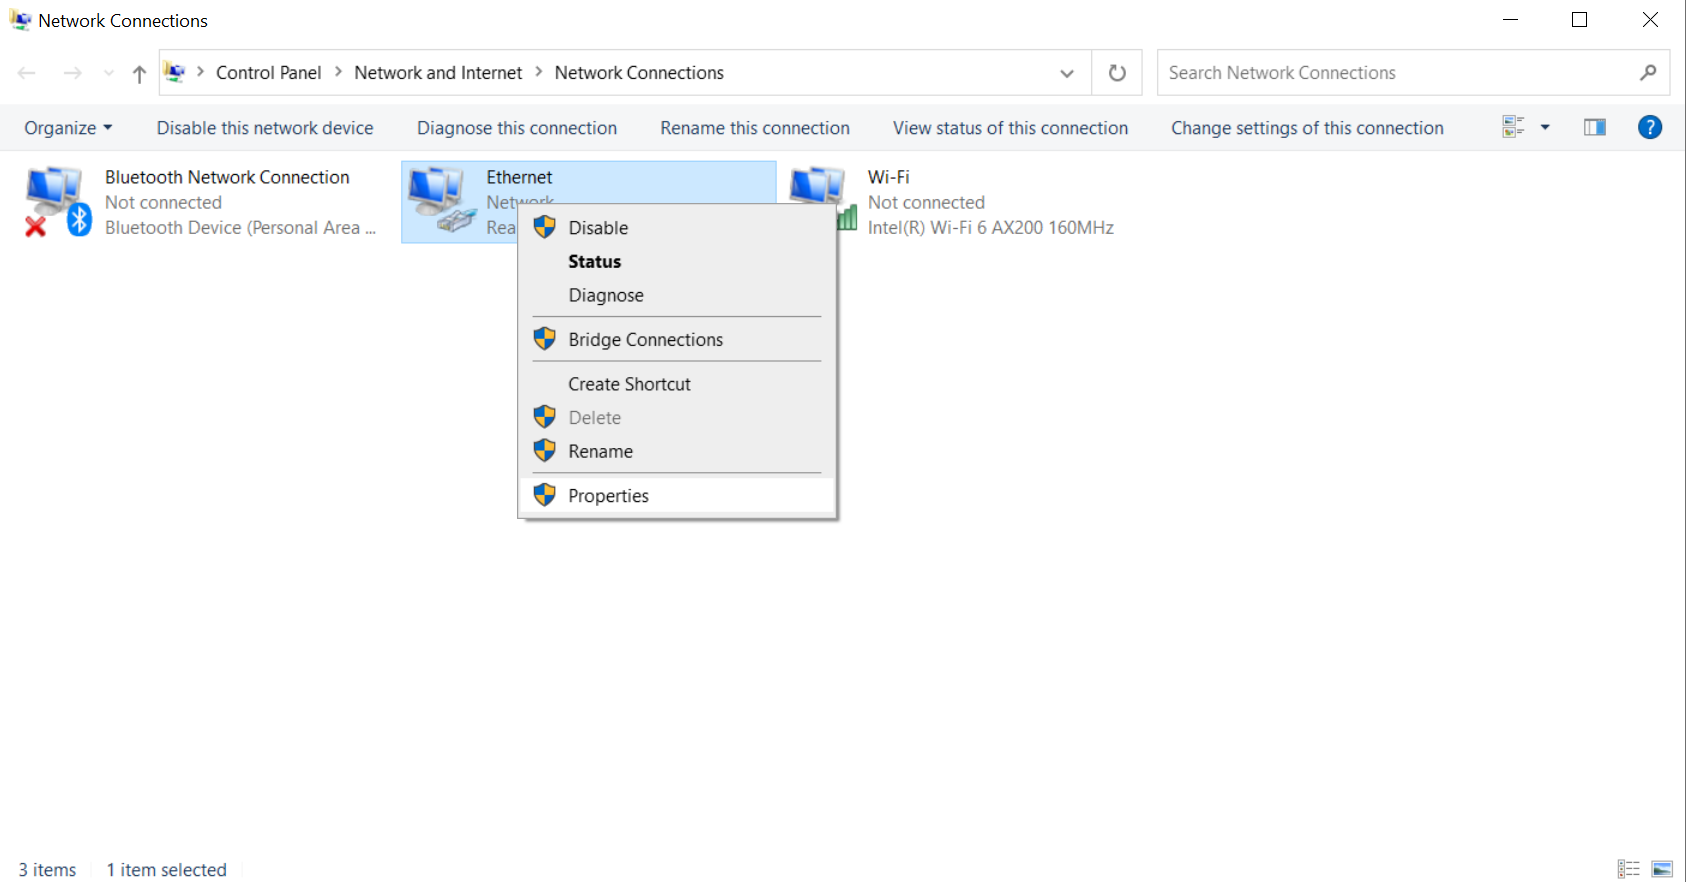 Network Connections
Control Panel > Network and Internet > Network Connections
Search Network Connections
Organize
Disable this network device
Diagnose this connection
Rename this connection
View status of this connection
Change settings of this connection
?
Bluetooth Network Connection
Not connected
Bluetooth Device (Personal Area ...
Ethernet
Network
Rea
Wi-Fi
Not connected
Intel(R) Wi-Fi 6 AX200 160MHz
Disable
Status
Diagnose
Bridge Connections
Create Shortcut
Delete
Rename
Properties
3 items
1 item selected